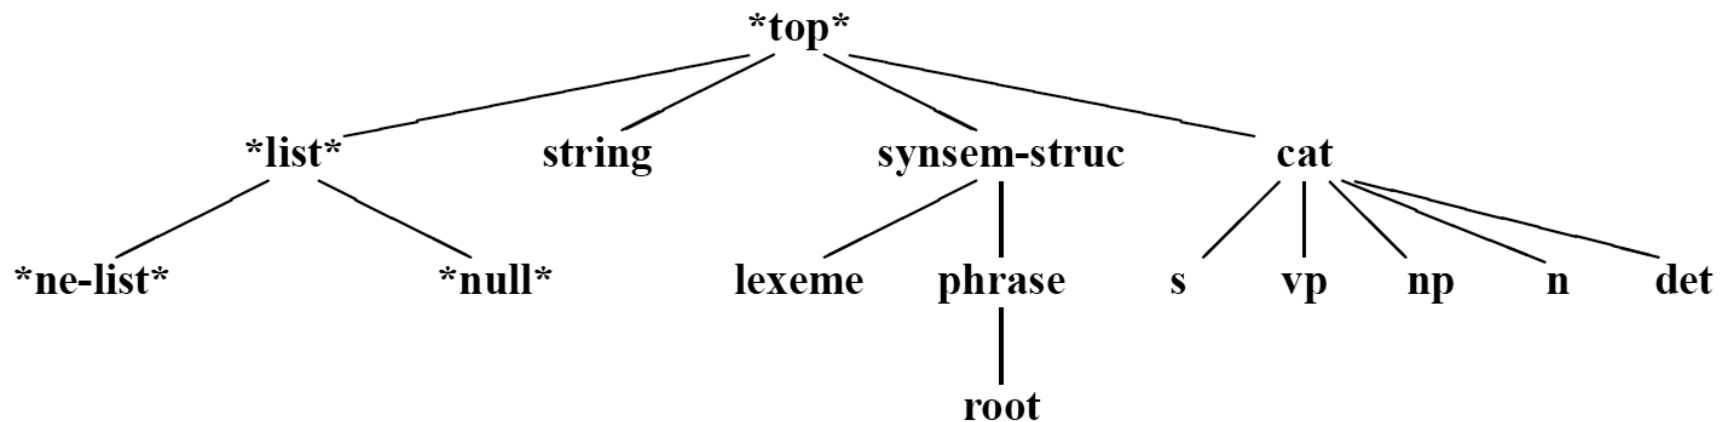 *top*
*list* string synsem-struc cat
*ne-list* *null* lexeme phrase s vp np n det
root